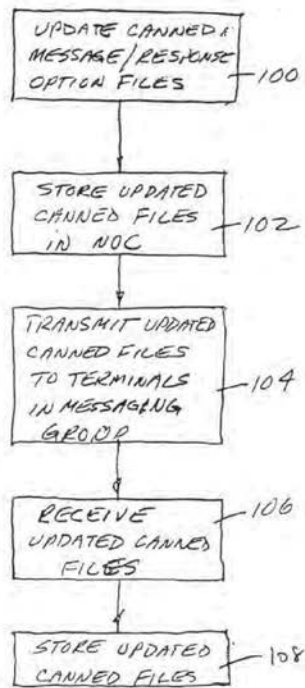 UPDATE CANNED
MESSAGE/RESPONSE
OPTION FILES
100
STORE UPDATED
CANNED FILES
IN NOC
102
TRANSMIT UPDATED
CANNED FILES
TO TERMINALS
IN MESSAGING
GROUP
104
RECEIVE
UPDATED CANNED
FILES
106
STORE UPDATED
CANNED FILES
108